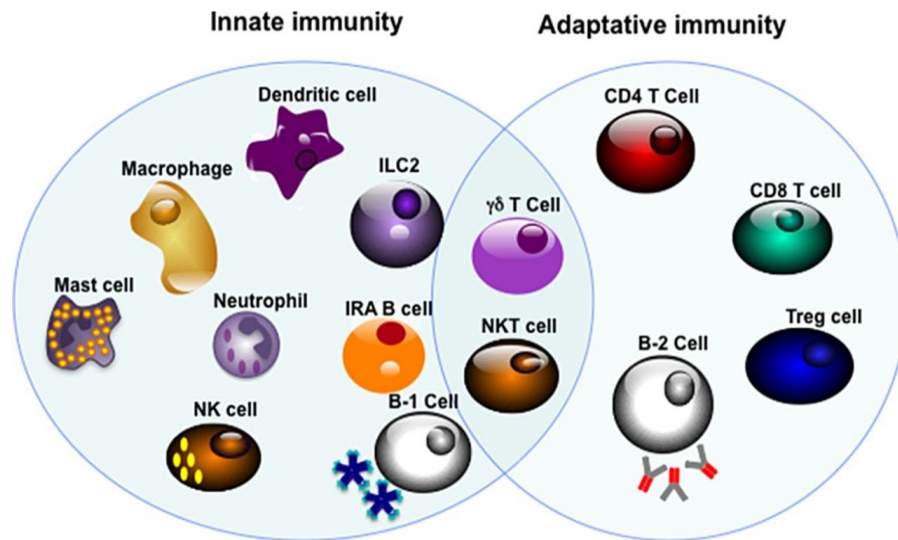 Innate immunity
Adaptative immunity
Dendritic cell
Macrophage
ILC2
Mast cell
Neutrophil
IRA B cell
NK cell
B-1 Cell
γδ T Cell
NKT cell
CD4 T Cell
CD8 T cell
Treg cell
B-2 Cell